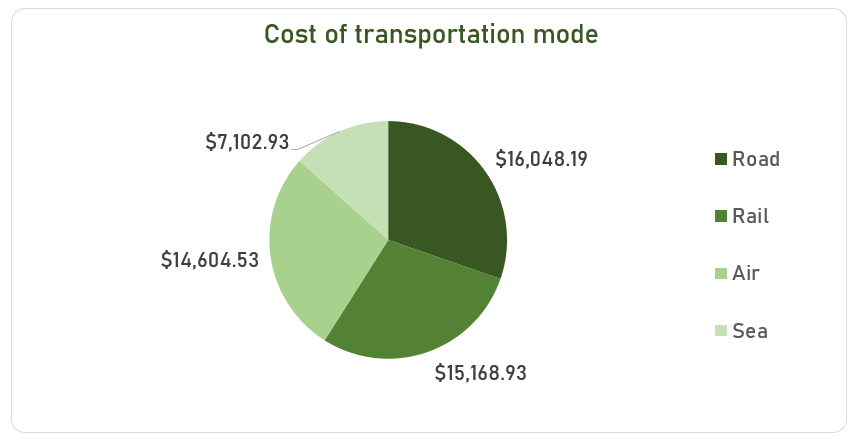 Cost of transportation mode
$7,102.93
$16,048.19
$14,604.53
$15,168.93
Road
Rail
Air
Sea